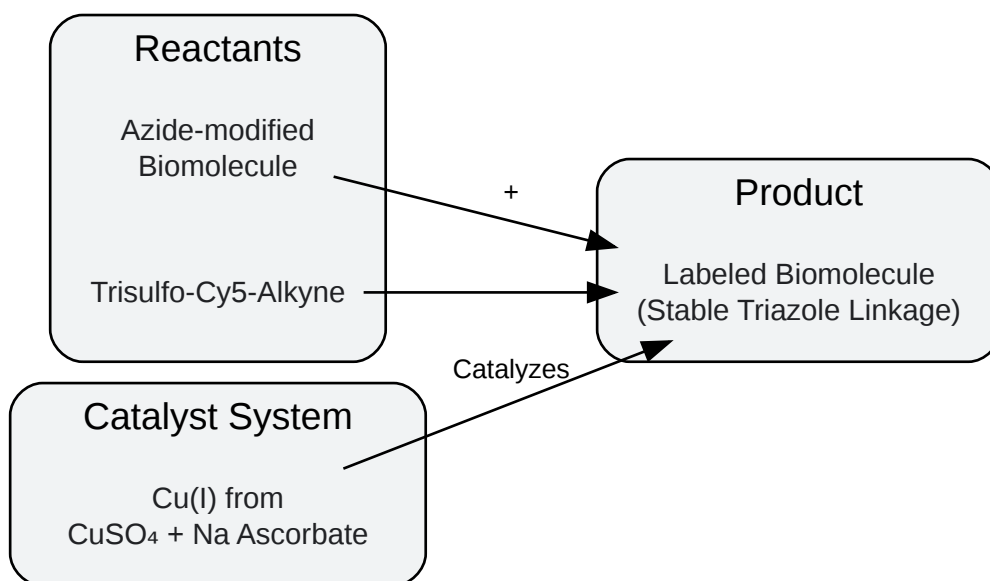 Reactants
Azide-modified
Biomolecule
+
Trisulfo-Cy5-Alkyne
Product
Labeled Biomolecule
(Stable Triazole Linkage)
Catalyzes
Catalyst System
Cu(I) from
CuSO₄ + Na Ascorbate